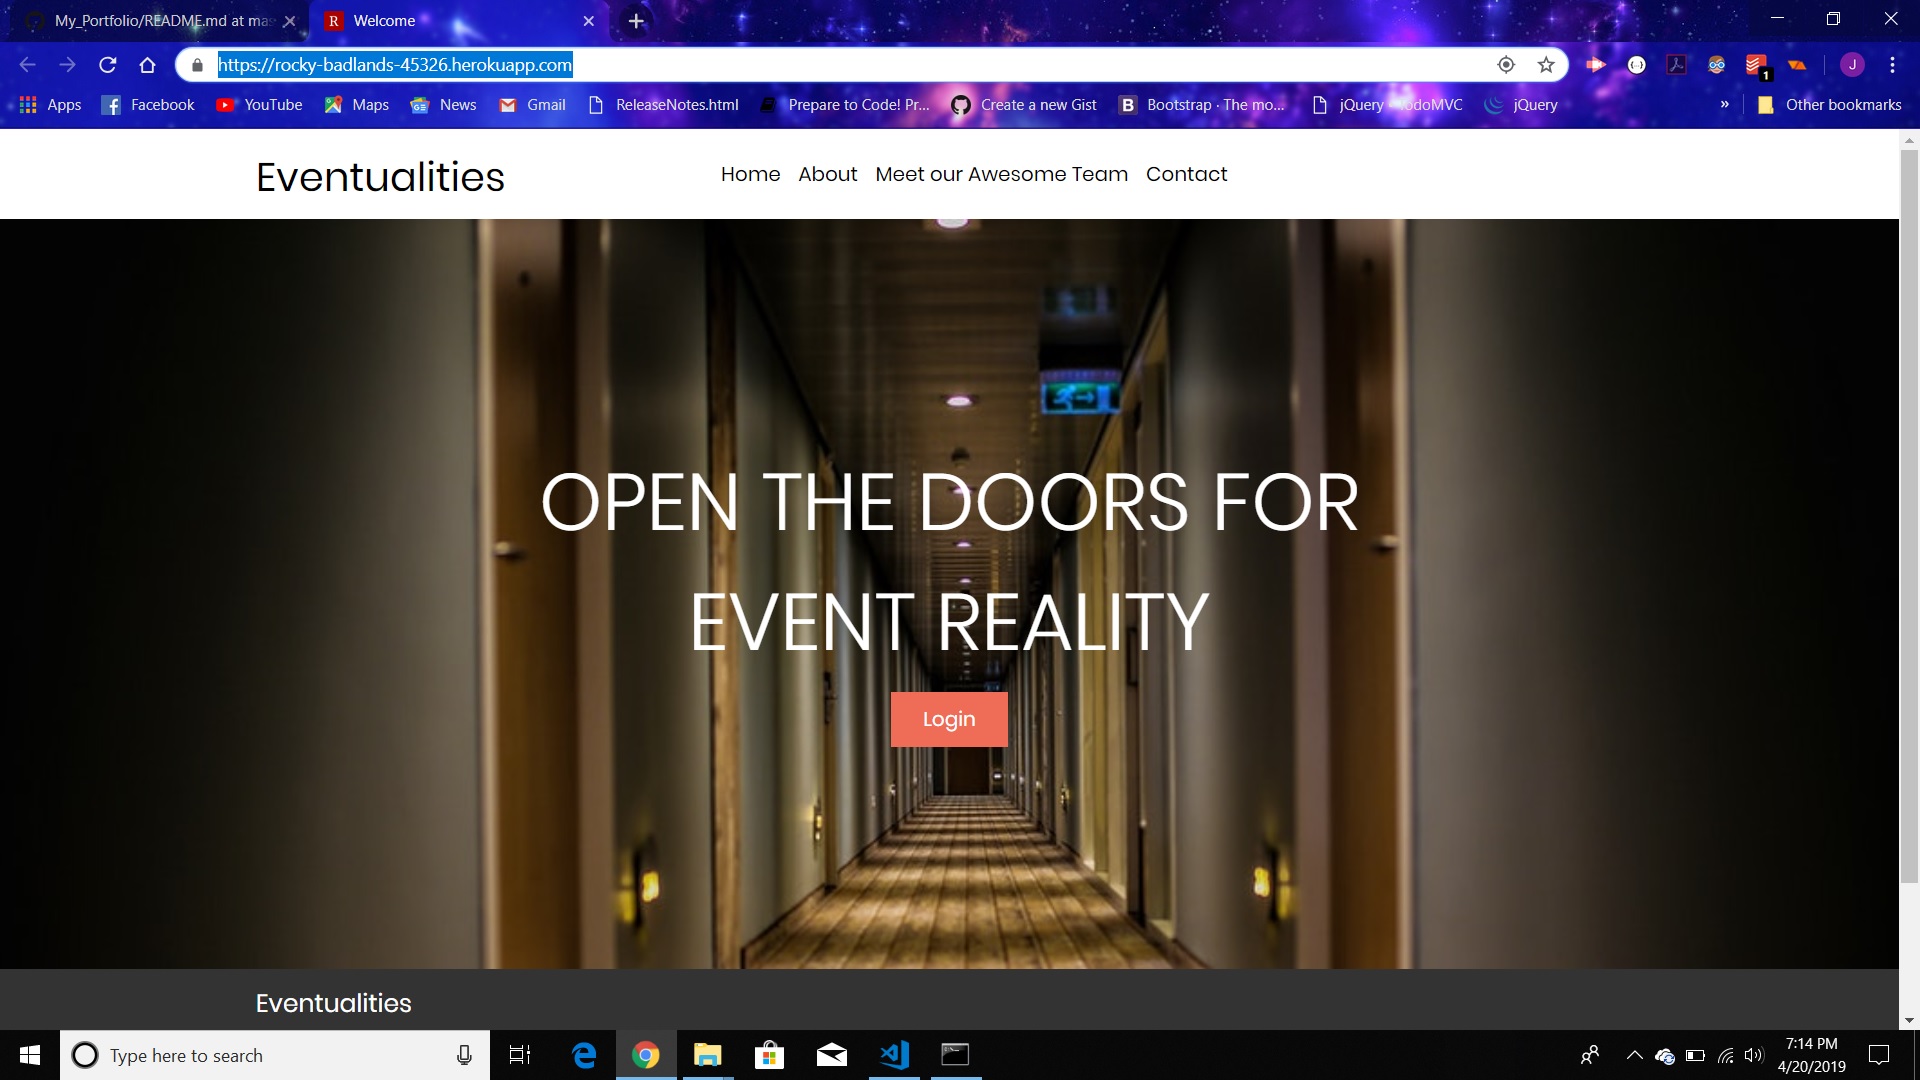 My_Portfolio/README.md at mas
R Welcome
https://rocky-badlands-45326.herokuapp.com
J
1
Apps Facebook YouTube Maps News Gmail ReleaseNotes.html Prepare to Code! Pr... Create a new Gist B Bootstrap · The mo... jQuery • TodoMVC jQuery » Other bookmarks
Eventualities
Home About Meet our Awesome Team Contact
OPEN THE DOORS FOR
EVENT REALITY
Login
Eventualities
Type here to search
7:14 PM
4/20/2019